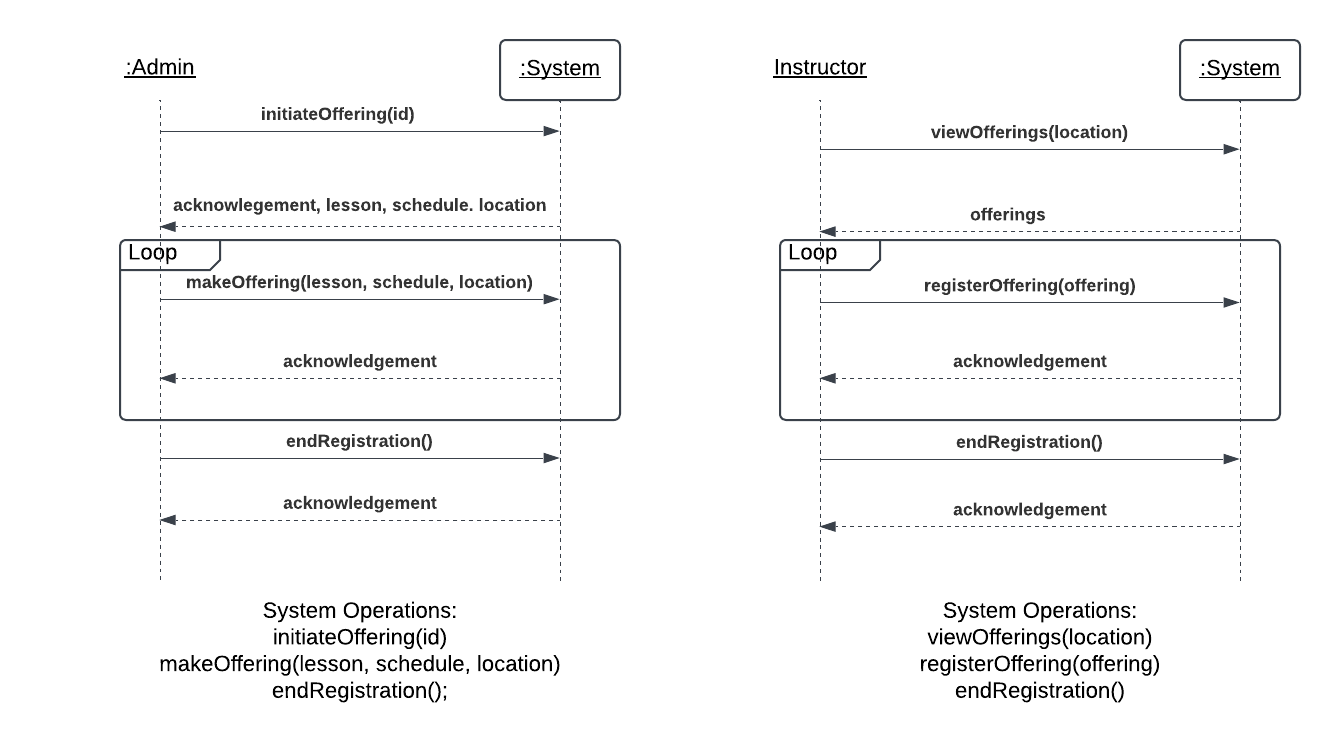 :Admin
:System
initiateOffering(id)
acknowlegement, lesson, schedule. location
Loop
makeOffering(lesson, schedule, location)
acknowledgement
endRegistration()
acknowledgement
System Operations:
initiateOffering(id)
makeOffering(lesson, schedule, location)
endRegistration();
Instructor
:System
viewOfferings(location)
offerings
Loop
registerOffering(offering)
acknowledgement
endRegistration()
acknowledgement
System Operations:
viewOfferings(location)
registerOffering(offering)
endRegistration()